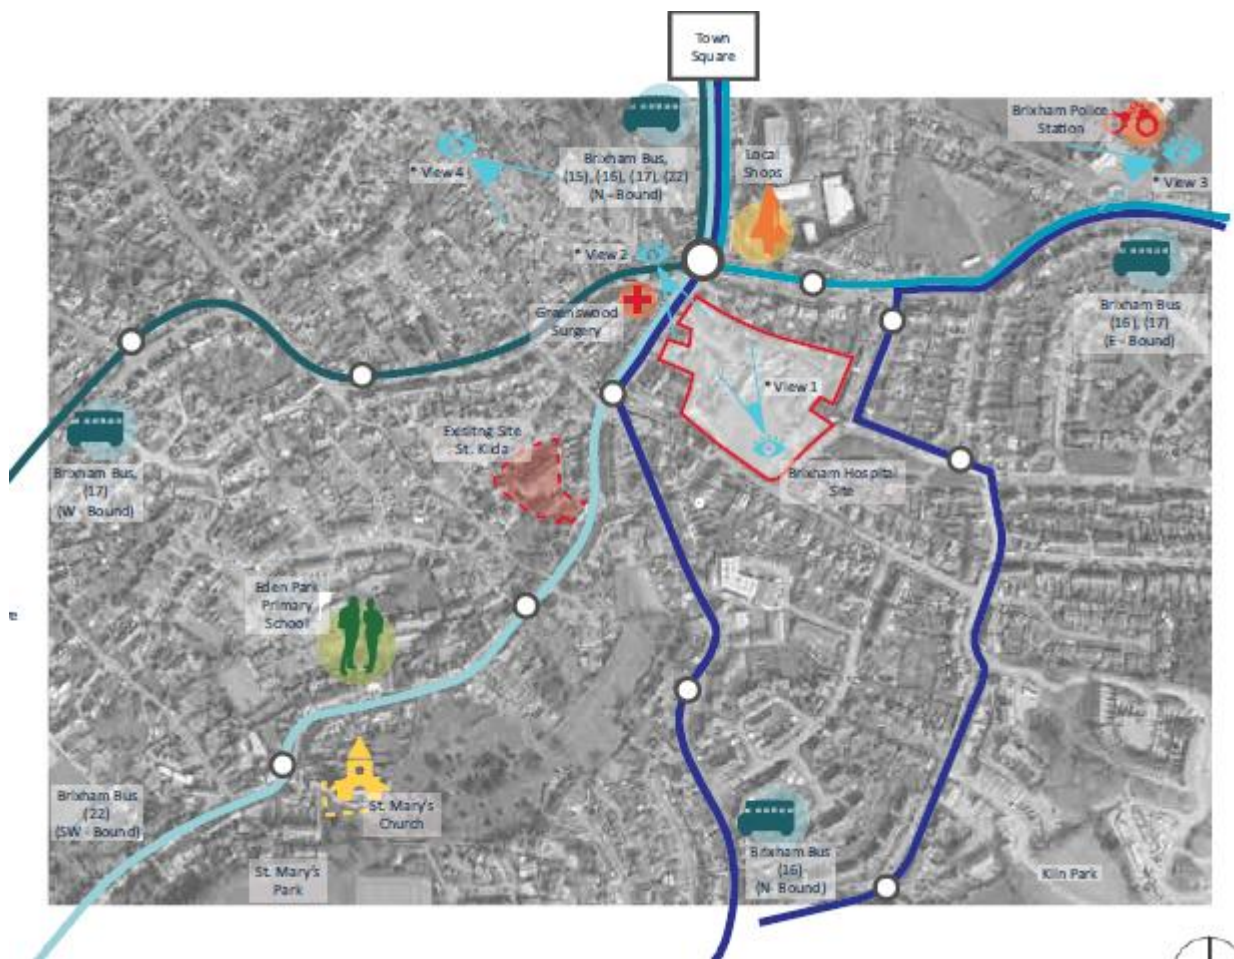 Town
Square
Brixham Police
Station
* View 4
Brixham Bus,
(15), (16), (17), (22)
(N - Bound)
Local
Shops
* View 3
* View 2
Greenswood
Surgery
Brixham Bus
(16), (17)
(E - Bound)
* View 1
Exisitng Site
St. Kilda
Brixham Hospital
Site
Brixham Bus,
(17)
(W - Bound)
Eden Park
Primary
School
Brixham Bus
(22)
(SW - Bound)
St. Mary's
Church
St. Mary's
Park
Brixham Bus
(16)
(N- Bound)
Kiln Park